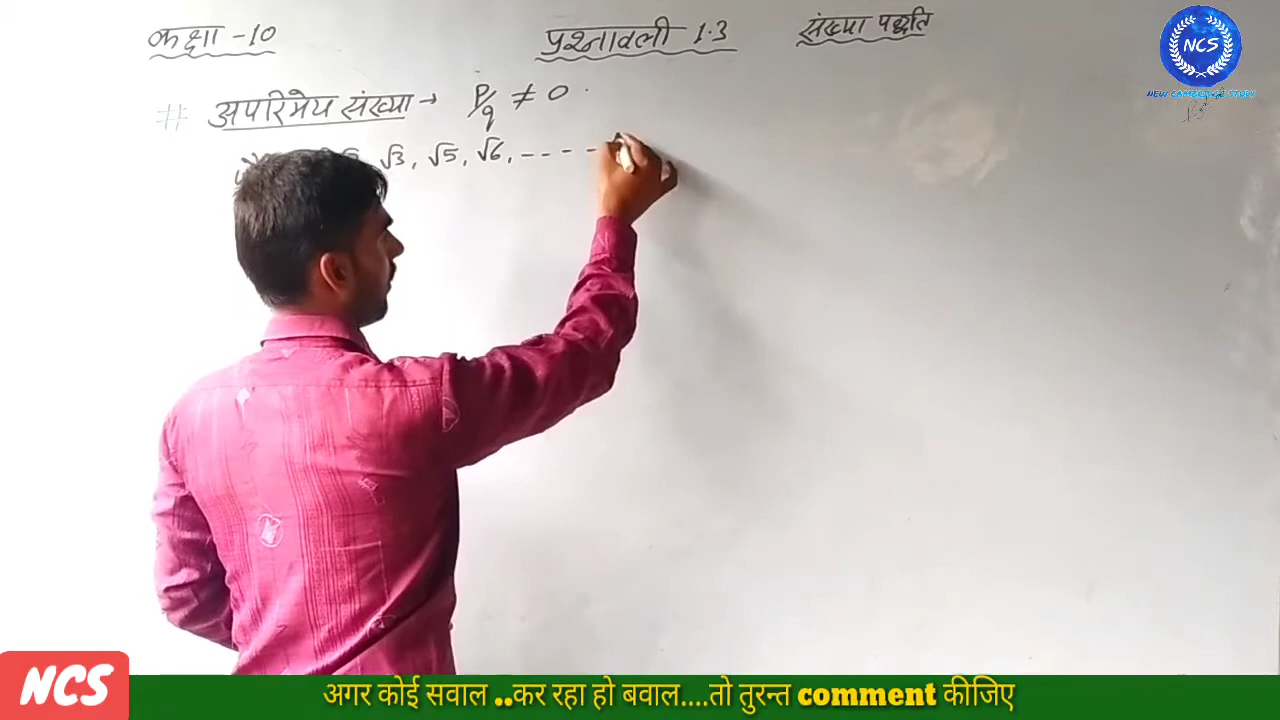 कक्षा -10
प्रश्नावली 1.3
संख्या पद्धति
NCS
NEW CAMBRIDGE STUDY
# अपरिमेय संख्या → P/q ≠ 0
√3, √5, √6, - - - -
NCS
अगर कोई सवाल ..कर रहा हो बवाल....तो तुरन्त comment कीजिए